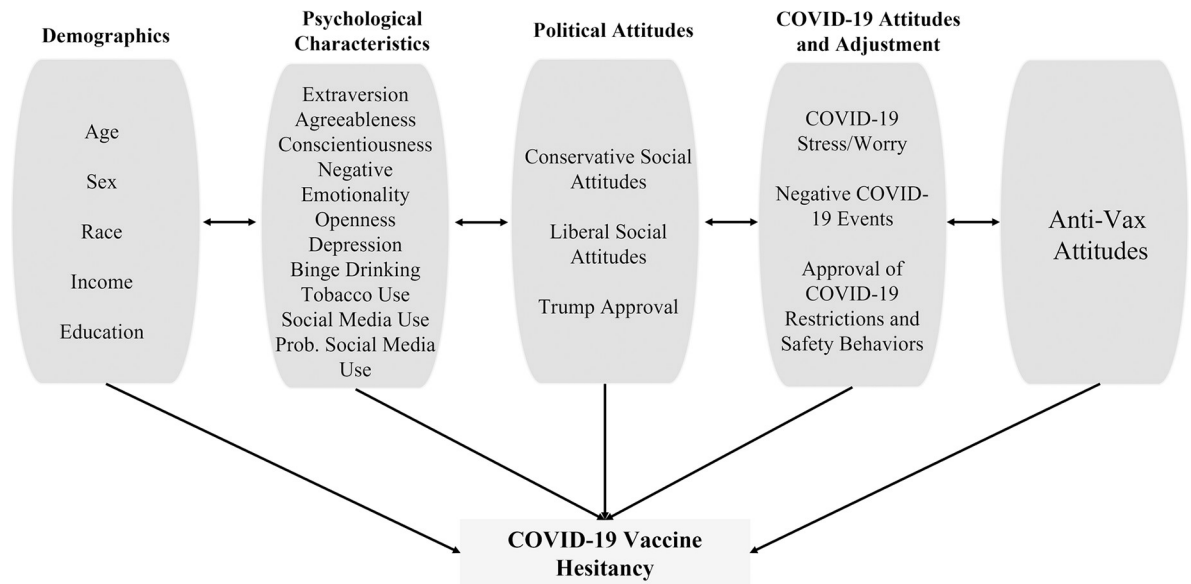 Demographics
Age
Sex
Race
Income
Education
Psychological
Characteristics
Extraversion
Agreeableness
Conscientiousness
Negative
Emotionality
Openness
Depression
Binge Drinking
Tobacco Use
Social Media Use
Prob. Social Media
Use
Political Attitudes
Conservative Social
Attitudes
Liberal Social
Attitudes
Trump Approval
COVID-19 Attitudes
and Adjustment
COVID-19
Stress/Worry
Negative COVID-
19 Events
Approval of
COVID-19
Restrictions and
Safety Behaviors
Anti-Vax
Attitudes
COVID-19 Vaccine
Hesitancy